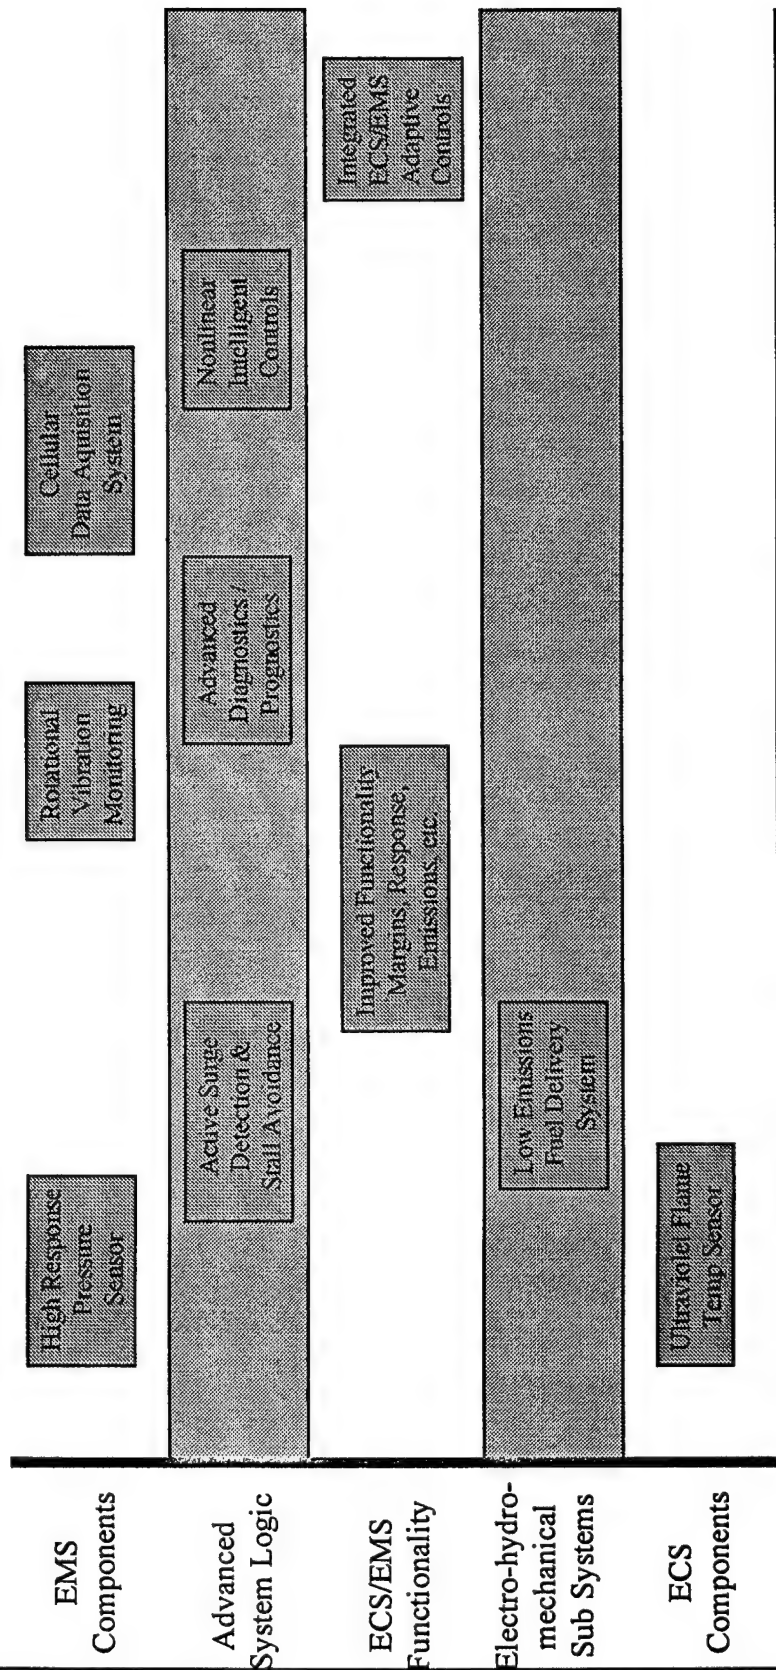 EMS
Components
High Response
Pressure
Sensor
Rotational
Vibration
Monitoring
Cellular
Data Aquisition
System
Advanced
System Logic
Active Surge
Detection &
Stall Avoidance
Advanced
Diagnostics /
Prognostics
Nonlinear
Intelligent
Controls
ECS/EMS
Functionality
Improved Functionality
Margins, Response,
Emissions, etc.
Integrated
ECS/EMS
Adaptive
Controls
Electro-hydro-
mechanical
Sub Systems
Low Emissions
Fuel Delivery
System
ECS
Components
Ultraviolet Flame
Temp Sensor